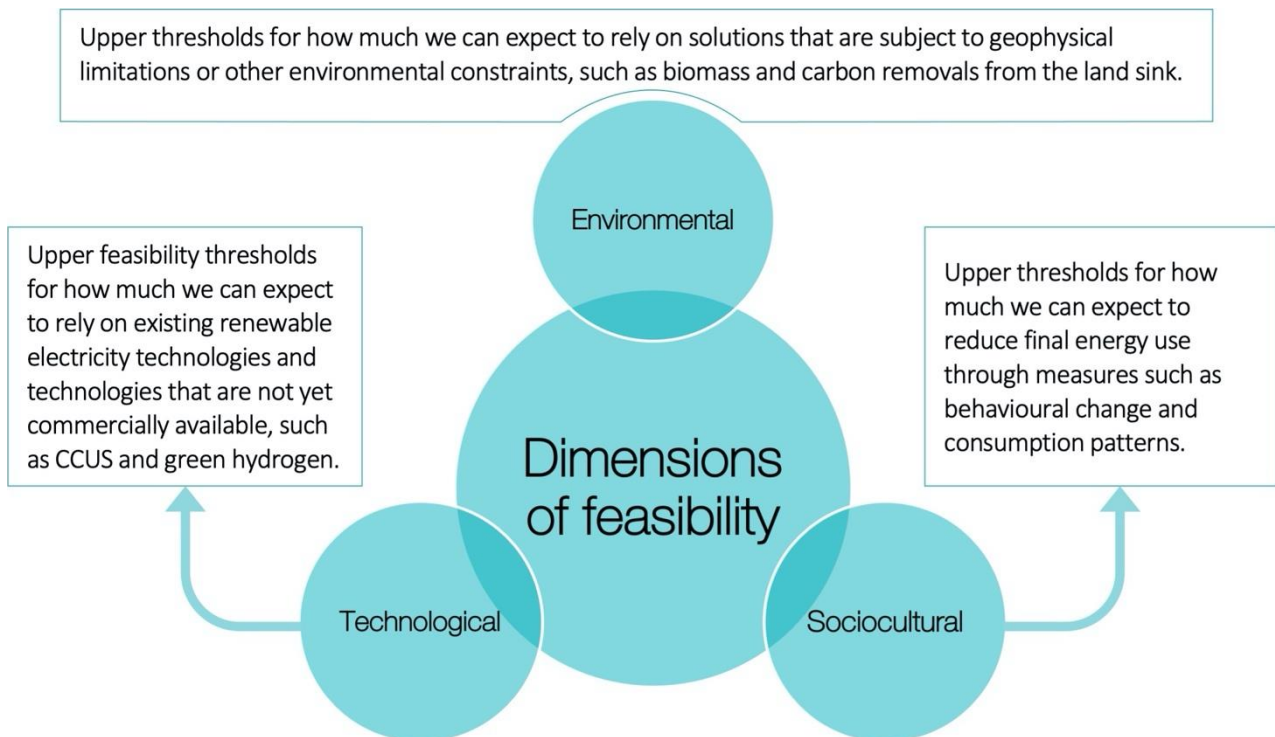 Upper thresholds for how much we can expect to rely on solutions that are subject to geophysical
limitations or other environmental constraints, such as biomass and carbon removals from the land sink.
Environmental
Upper feasibility thresholds
for how much we can expect
to rely on existing renewable
electricity technologies and
technologies that are not yet
commercially available, such
as CCUS and green hydrogen.
Upper thresholds for how
much we can expect to
reduce final energy use
through measures such as
behavioural change and
consumption patterns.
Dimensions
of feasibility
Technological
Sociocultural